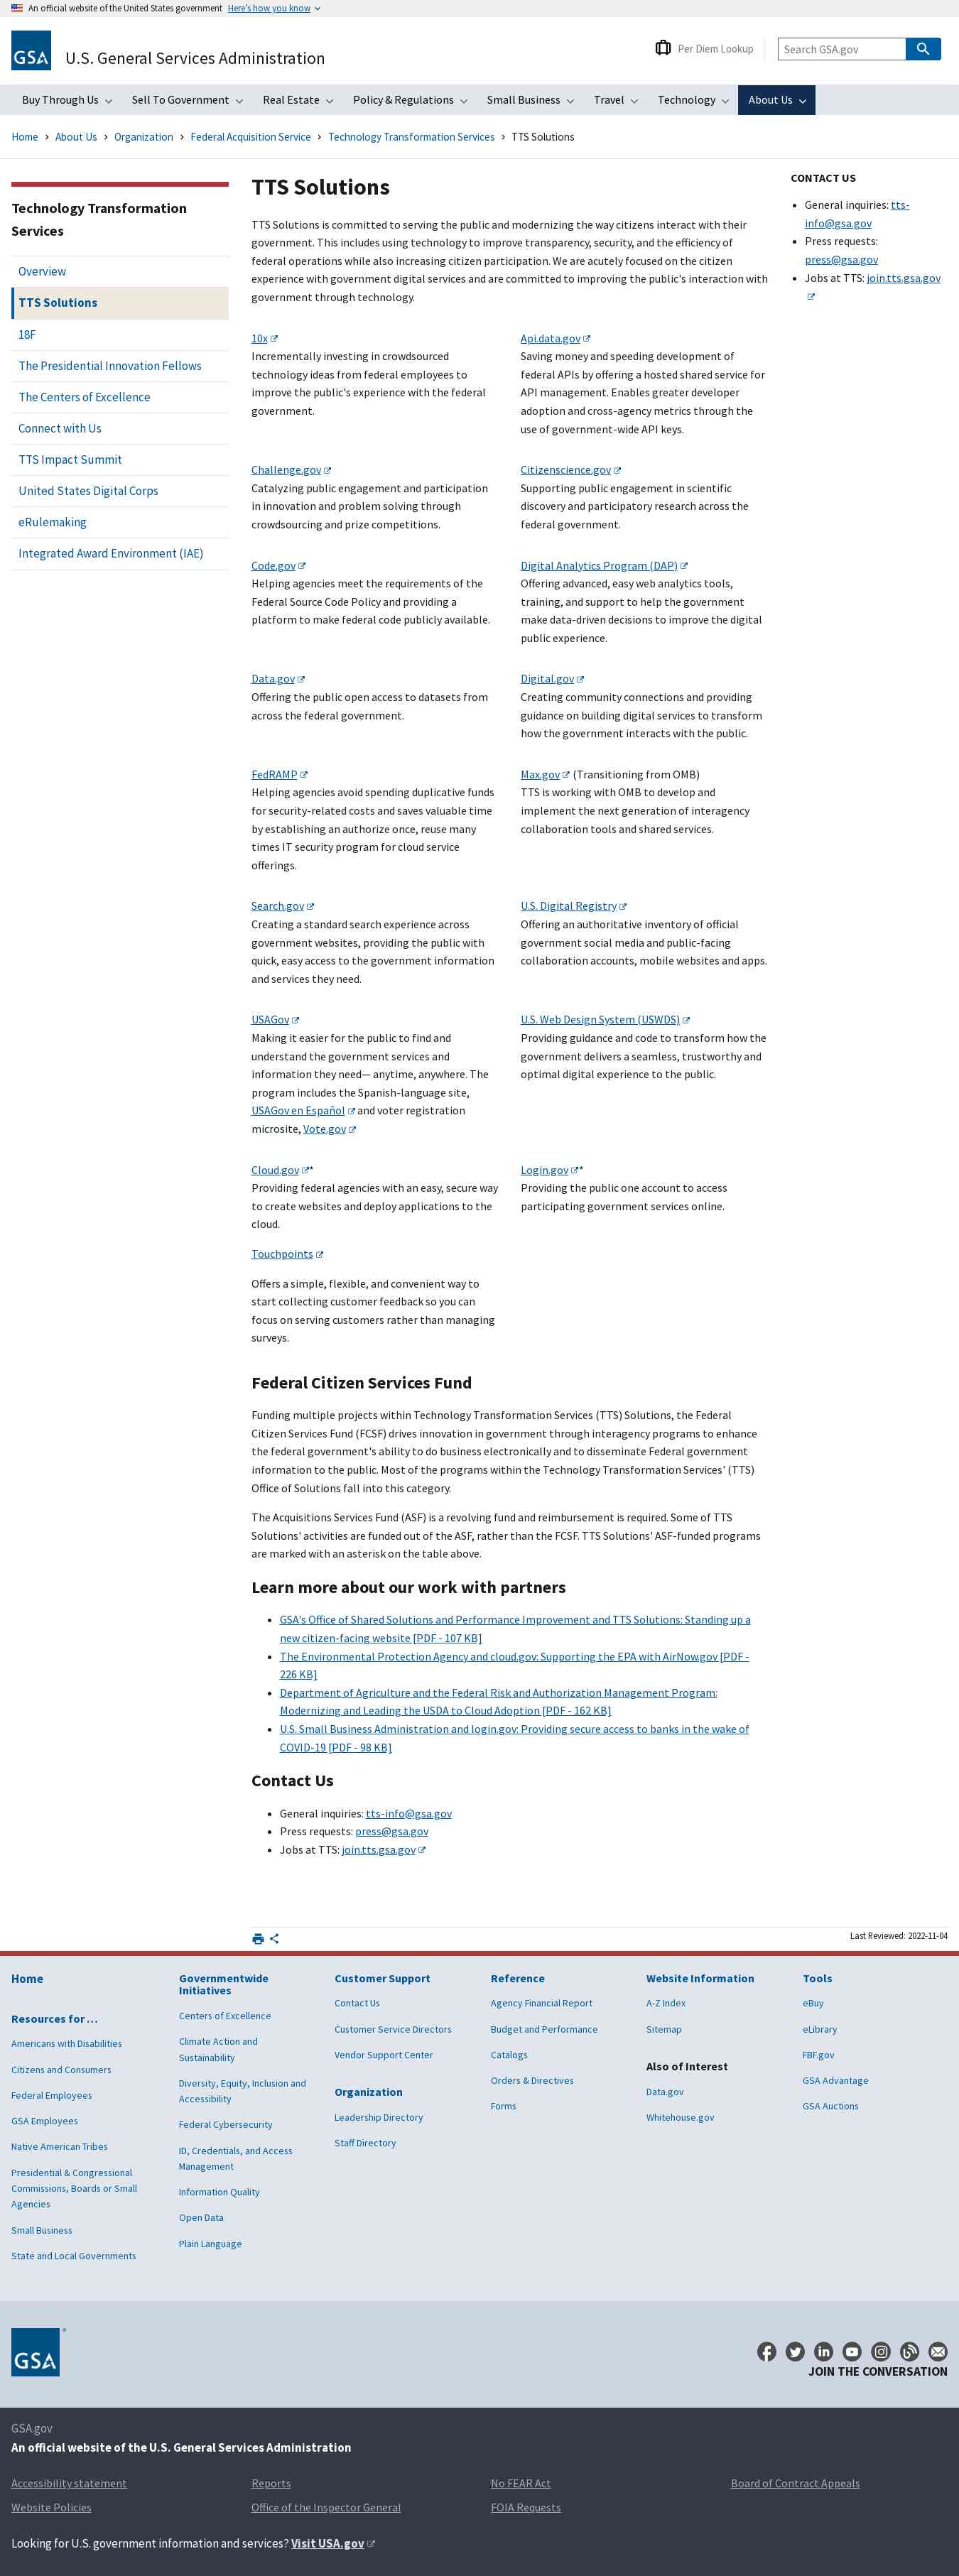 An official website of the United States government Here's how you know
GSA
U.S. General Services Administration
Per Diem Lookup
Search GSA.gov
Buy Through Us
Sell To Government
Real Estate
Policy & Regulations
Small Business
Travel
Technology
About Us
Home › About Us › Organization › Federal Acquisition Service › Technology Transformation Services › TTS Solutions
Technology Transformation
Services
Overview
TTS Solutions
18F
The Presidential Innovation Fellows
The Centers of Excellence
Connect with Us
TTS Impact Summit
United States Digital Corps
eRulemaking
Integrated Award Environment (IAE)
TTS Solutions
TTS Solutions is committed to serving the public and modernizing the way citizens interact with their
government. This includes using technology to improve transparency, security, and the efficiency of
federal operations while also increasing citizen participation. We are acutely focused on the citizen
experience with government digital services and are committed to improving the public's interaction with
government through technology.
10x
Incrementally investing in crowdsourced
technology ideas from federal employees to
improve the public's experience with the federal
government.
Api.data.gov
Saving money and speeding development of
federal APIs by offering a hosted shared service for
API management. Enables greater developer
adoption and cross-agency metrics through the
use of government-wide API keys.
Challenge.gov
Catalyzing public engagement and participation
in innovation and problem solving through
crowdsourcing and prize competitions.
Citizenscience.gov
Supporting public engagement in scientific
discovery and participatory research across the
federal government.
Code.gov
Helping agencies meet the requirements of the
Federal Source Code Policy and providing a
platform to make federal code publicly available.
Digital Analytics Program (DAP)
Offering advanced, easy web analytics tools,
training, and support to help the government
make data-driven decisions to improve the digital
public experience.
Data.gov
Offering the public open access to datasets from
across the federal government.
Digital.gov
Creating community connections and providing
guidance on building digital services to transform
how the government interacts with the public.
FedRAMP
Helping agencies avoid spending duplicative funds
for security-related costs and saves valuable time
by establishing an authorize once, reuse many
times IT security program for cloud service
offerings.
Max.gov (Transitioning from OMB)
TTS is working with OMB to develop and
implement the next generation of interagency
collaboration tools and shared services.
Search.gov
Creating a standard search experience across
government websites, providing the public with
quick, easy access to the government information
and services they need.
U.S. Digital Registry
Offering an authoritative inventory of official
government social media and public-facing
collaboration accounts, mobile websites and apps.
USAGov
Making it easier for the public to find and
understand the government services and
information they need— anytime, anywhere. The
program includes the Spanish-language site,
USAGov en Español and voter registration
microsite, Vote.gov
U.S. Web Design System (USWDS)
Providing guidance and code to transform how the
government delivers a seamless, trustworthy and
optimal digital experience to the public.
Cloud.gov *
Providing federal agencies with an easy, secure way
to create websites and deploy applications to the
cloud.
Login.gov *
Providing the public one account to access
participating government services online.
Touchpoints
Offers a simple, flexible, and convenient way to
start collecting customer feedback so you can
focus on serving customers rather than managing
surveys.
Federal Citizen Services Fund
Funding multiple projects within Technology Transformation Services (TTS) Solutions, the Federal
Citizen Services Fund (FCSF) drives innovation in government through interagency programs to enhance
the federal government's ability to do business electronically and to disseminate Federal government
information to the public. Most of the programs within the Technology Transformation Services' (TTS)
Office of Solutions fall into this category.
The Acquisitions Services Fund (ASF) is a revolving fund and reimbursement is required. Some of TTS
Solutions' activities are funded out of the ASF, rather than the FCSF. TTS Solutions' ASF-funded programs
are marked with an asterisk on the table above.
Learn more about our work with partners
GSA's Office of Shared Solutions and Performance Improvement and TTS Solutions: Standing up a
new citizen-facing website [PDF - 107 KB]
The Environmental Protection Agency and cloud.gov: Supporting the EPA with AirNow.gov [PDF -
226 KB]
Department of Agriculture and the Federal Risk and Authorization Management Program:
Modernizing and Leading the USDA to Cloud Adoption [PDF - 162 KB]
U.S. Small Business Administration and login.gov: Providing secure access to banks in the wake of
COVID-19 [PDF - 98 KB]
Contact Us
General inquiries: tts-info@gsa.gov
Press requests: press@gsa.gov
Jobs at TTS: join.tts.gsa.gov
CONTACT US
General inquiries: tts-
info@gsa.gov
Press requests:
press@gsa.gov
Jobs at TTS: join.tts.gsa.gov
Last Reviewed: 2022-11-04
Home
Resources for …
Americans with Disabilities
Citizens and Consumers
Federal Employees
GSA Employees
Native American Tribes
Presidential & Congressional
Commissions, Boards or Small
Agencies
Small Business
State and Local Governments
Governmentwide
Initiatives
Centers of Excellence
Climate Action and
Sustainability
Diversity, Equity, Inclusion and
Accessibility
Federal Cybersecurity
ID, Credentials, and Access
Management
Information Quality
Open Data
Plain Language
Customer Support
Contact Us
Customer Service Directors
Vendor Support Center
Organization
Leadership Directory
Staff Directory
Reference
Agency Financial Report
Budget and Performance
Catalogs
Orders & Directives
Forms
Website Information
A-Z Index
Sitemap
Also of Interest
Data.gov
Whitehouse.gov
Tools
eBuy
eLibrary
FBF.gov
GSA Advantage
GSA Auctions
GSA
JOIN THE CONVERSATION
GSA.gov
An official website of the U.S. General Services Administration
Accessibility statement
Reports
No FEAR Act
Board of Contract Appeals
Website Policies
Office of the Inspector General
FOIA Requests
Looking for U.S. government information and services? Visit USA.gov